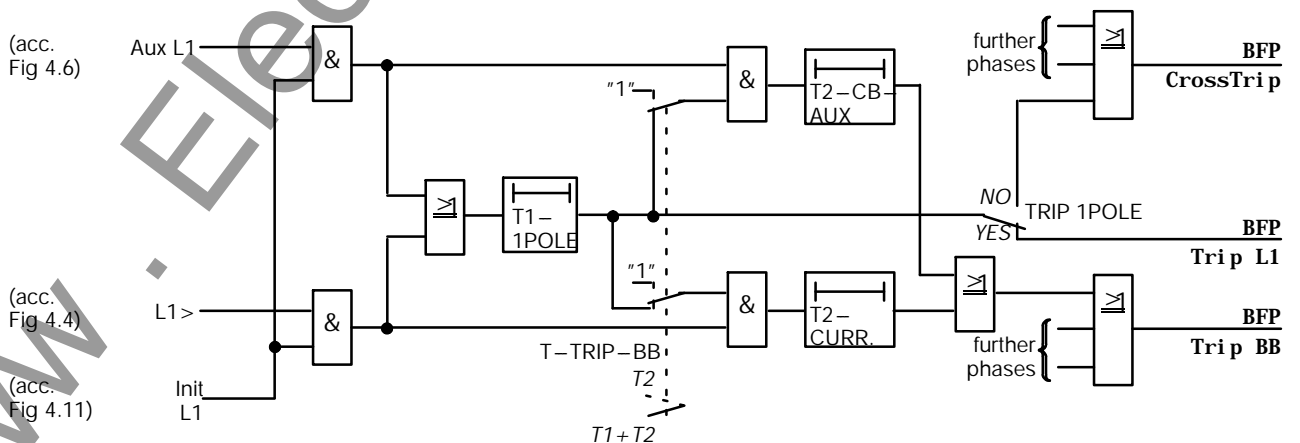 (acc.
Fig 4.6)
Aux L1
&
"1"
&
T2–CB–
AUX
further
phases
≥1
BFP
CrossTrip
≥1
T1–
1POLE
NO
YES
TRIP 1POLE
BFP
Trip L1
(acc.
Fig 4.4)
L1>
&
"1"
&
T2–
CURR.
≥1
≥1
further
phases
BFP
Trip BB
(acc.
Fig 4.11)
Init
L1
T–TRIP–BB
T2
T1+T2
www . Elec